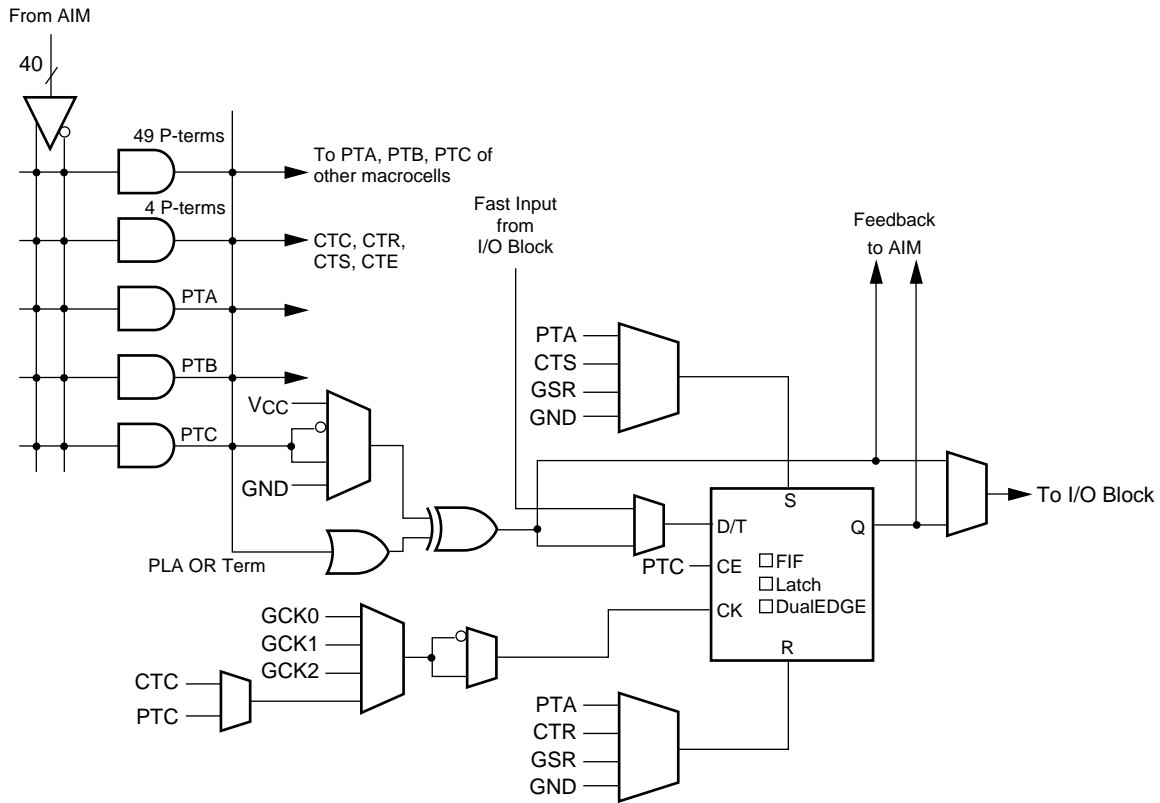 From AIM
40
49 P-terms
To PTA, PTB, PTC of
other macrocells
4 P-terms
CTC, CTR,
CTS, CTE
PTA
PTB
PTC
VCC
GND
PLA OR Term
Fast Input
from
I/O Block
Feedback
to AIM
PTA
CTS
GSR
GND
To I/O Block
S
D/T
Q
PTC
CE
FIF
Latch
DualEDGE
CK
R
GCK0
GCK1
GCK2
CTC
PTC
PTA
CTR
GSR
GND